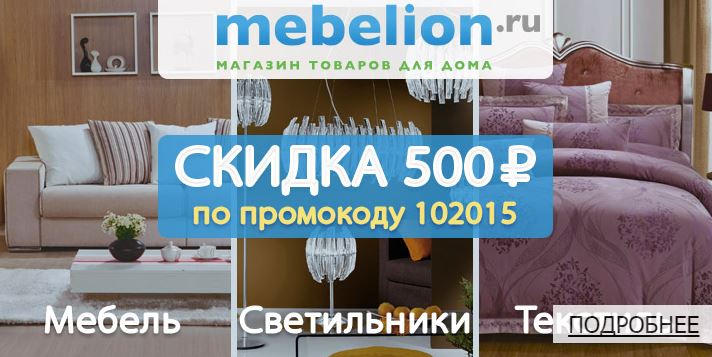 mebelion.ru
МАГАЗИН ТОВАРОВ ДЛЯ ДОМА
СКИДКА 500 ₽
по промокоду 102015
Мебель
Светильники
ПОДРОБНЕЕ